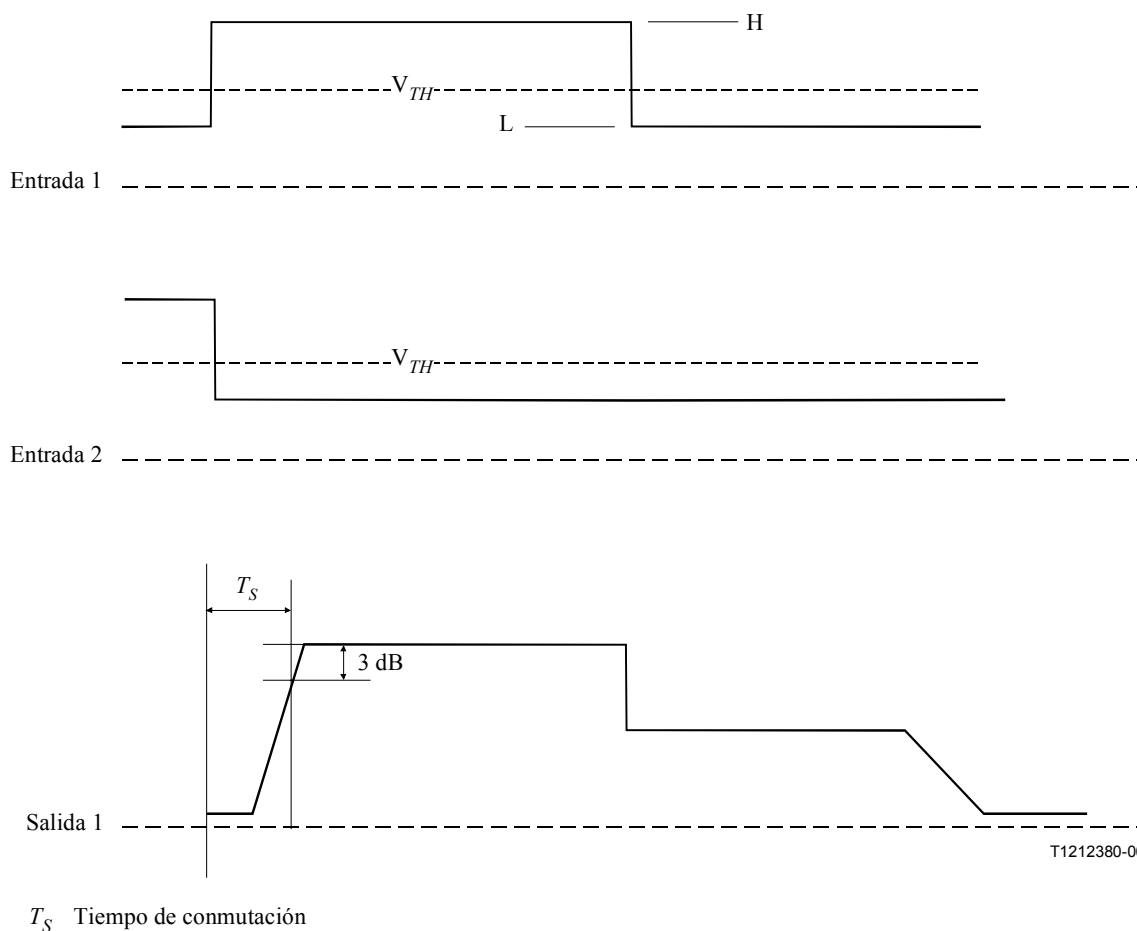 H
V_TH
L
Entrada 1
V_TH
Entrada 2
T_S
3 dB
Salida 1
T_S Tiempo de conmutación